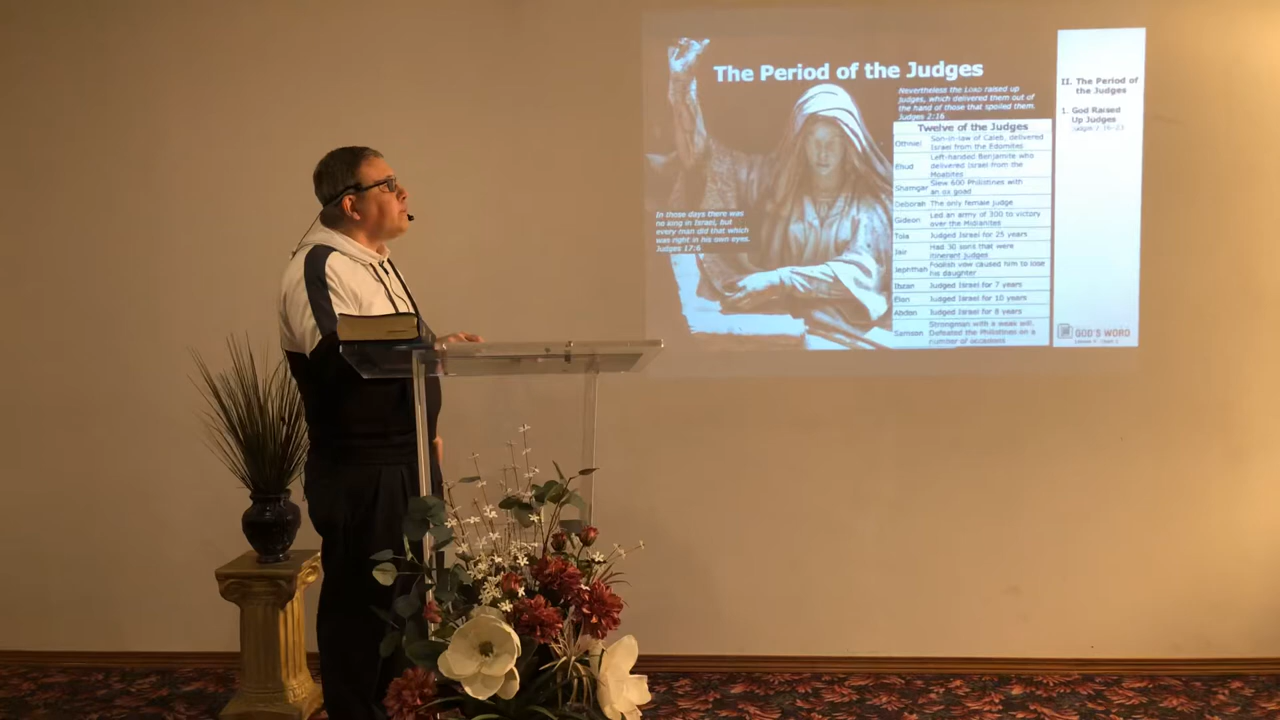 The Period of the Judges
Nevertheless the LORD raised up
judges, which delivered them out of
the hand of those that spoiled them.
Judges 2:16
In those days there was
no king in Israel, but
every man did that which
was right in his own eyes.
Judges 17:6
Twelve of the Judges
Othniel Son-in-law of Caleb, delivered
Israel from the Edomites
Ehud Left-handed Benjamite who
delivered Israel from the
Moabites
Shamgar Slew 600 Philistines with
an ox goad
Deborah The only female judge
Gideon Led an army of 300 to victory
over the Midianites
Tola Judged Israel for 25 years
Jair Had 30 sons that were
itinerant judges
Jephthah Foolish vow caused him to lose
his daughter
Ibzan Judged Israel for 7 years
Elon Judged Israel for 10 years
Abdon Judged Israel for 8 years
Samson Strongman with a weak will.
Defeated the Philistines on a
number of occasions
II. The Period of
the Judges
1. God Raised
Up Judges
GOD'S WORD